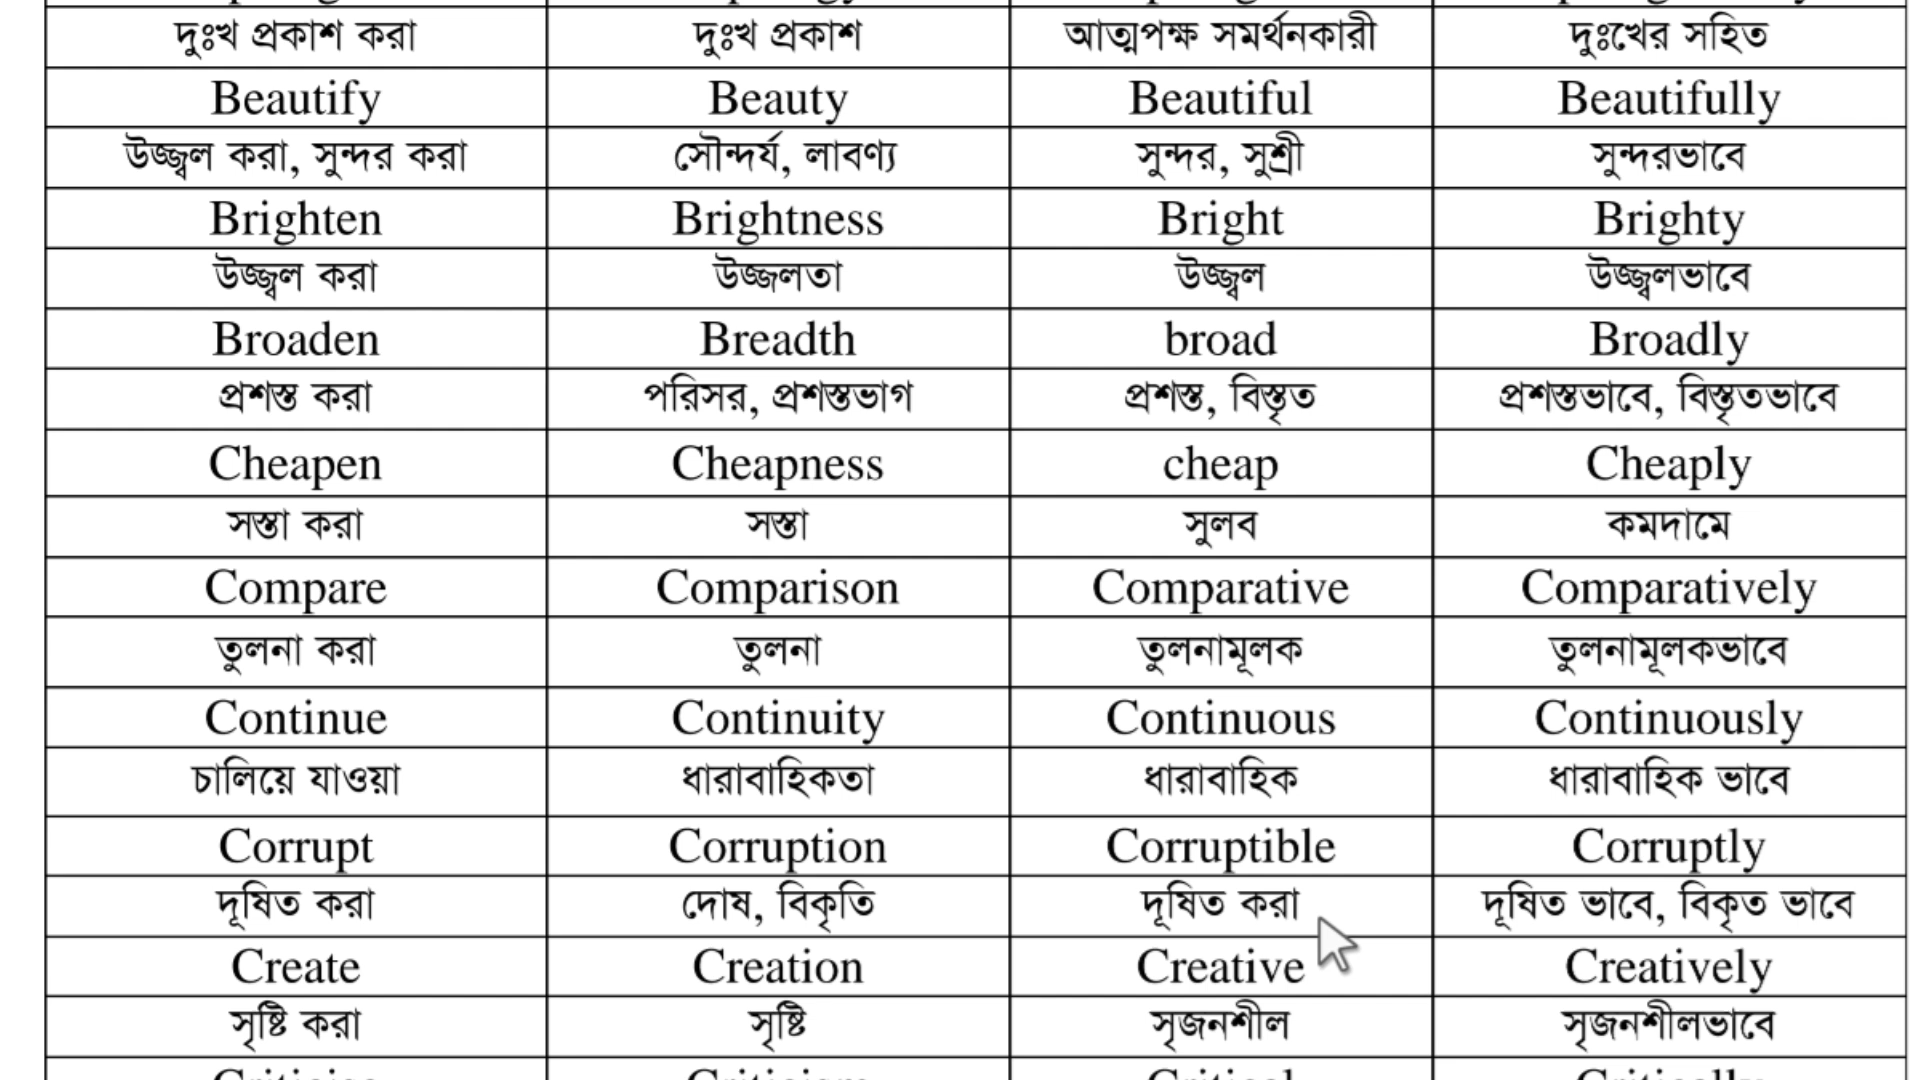 দুঃখ প্রকাশ করা দুঃখ প্রকাশ আত্মপক্ষ সমর্থনকারী দুঃখের সহিত
Beautify Beauty Beautiful Beautifully
উজ্জ্বল করা, সুন্দর করা সৌন্দর্য, লাবণ্য সুন্দর, সুশ্রী সুন্দরভাবে
Brighten Brightness Bright Brighty
উজ্জ্বল করা উজ্জলতা উজ্জ্বল উজ্জ্বলভাবে
Broaden Breadth broad Broadly
প্রশস্ত করা পরিসর, প্রশস্তভাগ প্রশস্ত, বিস্তৃত প্রশস্তভাবে, বিস্তৃতভাবে
Cheapen Cheapness cheap Cheaply
সস্তা করা সস্তা সুলব কমদামে
Compare Comparison Comparative Comparatively
তুলনা করা তুলনা তুলনামূলক তুলনামূলকভাবে
Continue Continuity Continuous Continuously
চালিয়ে যাওয়া ধারাবাহিকতা ধারাবাহিক ধারাবাহিক ভাবে
Corrupt Corruption Corruptible Corruptly
দূষিত করা দোষ, বিকৃতি দূষিত করা দূষিত ভাবে, বিকৃত ভাবে
Create Creation Creative Creatively
সৃষ্টি করা সৃষ্টি সৃজনশীল সৃজনশীলভাবে